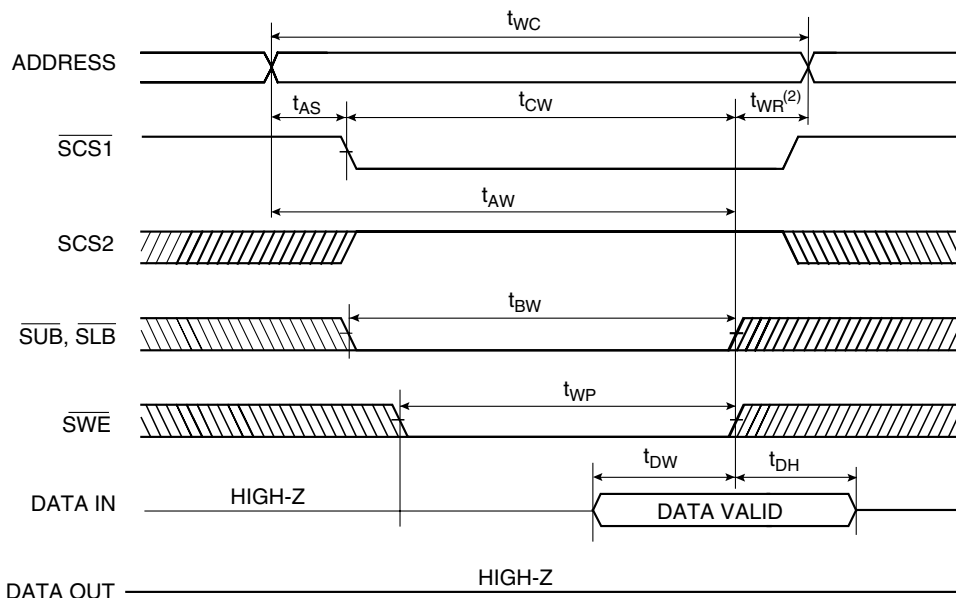 tWC
ADDRESS
tAS
tCW
tWR(2)
SCS1
tAW
SCS2
tBW
SUB, SLB
tWP
SWE
tDW
tDH
DATA IN
HIGH-Z
DATA VALID
HIGH-Z
DATA OUT